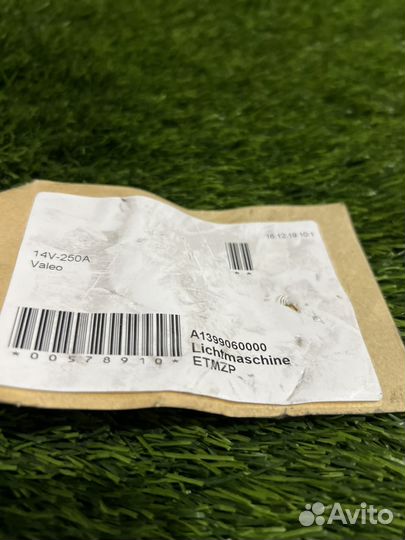 16.12.19 10:1
14V-250A
Valeo
* *
A1399060000
Lichtmaschine
ETMZP
*00578910*
Avito